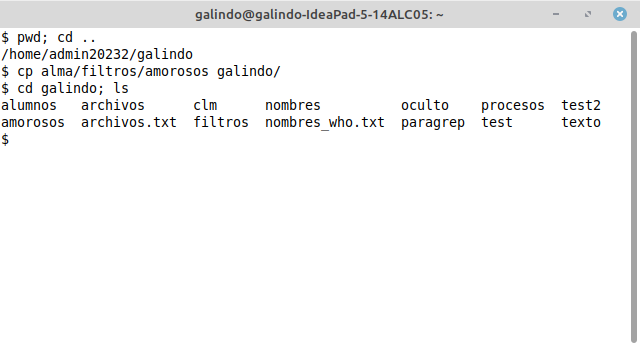 galindo@galindo-IdeaPad-5-14ALC05: ~
$ pwd; cd ..
/home/admin20232/galindo
$ cp alma/filtros/amorosos galindo/
$ cd galindo; ls
alumnos   archivos      clm      nombres          oculto    procesos  test2
amorosos  archivos.txt  filtros  nombres_who.txt  paragrep  test      texto
$